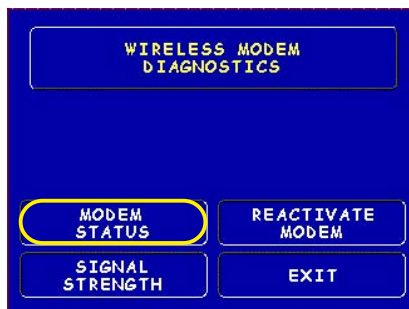 WIRELESS MODEM
DIAGNOSTICS
MODEM
STATUS
REACTIVATE
MODEM
SIGNAL
STRENGTH
EXIT